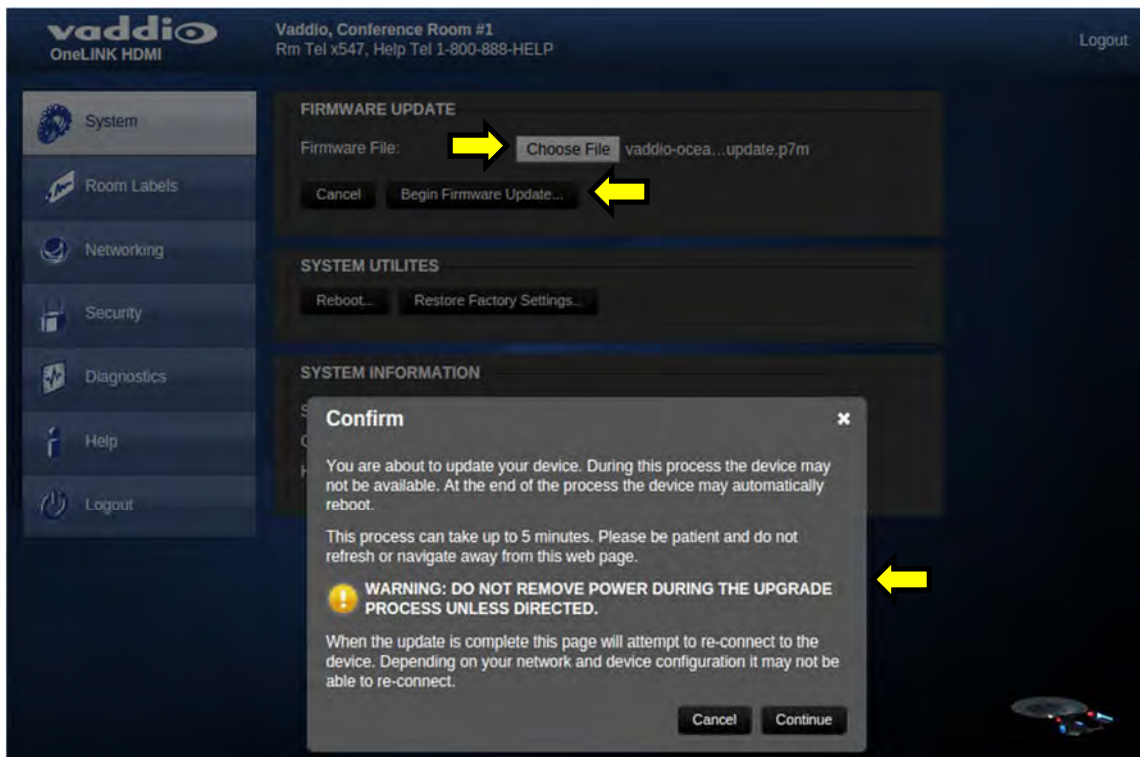 vaddio
OneLINK HDMI
Vaddio, Conference Room #1
Rm Tel x547, Help Tel 1-800-888-HELP
Logout
System
Room Labels
Networking
Security
Diagnostics
Help
Logout
FIRMWARE UPDATE
Firmware File:
Choose File
vaddio-ocea...update.p7m
Cancel
Begin Firmware Update...
SYSTEM UTILITES
Reboot...
Restore Factory Settings...
SYSTEM INFORMATION
Confirm
You are about to update your device. During this process the device may
not be available. At the end of the process the device may automatically
reboot.
This process can take up to 5 minutes. Please be patient and do not
refresh or navigate away from this web page.
WARNING: DO NOT REMOVE POWER DURING THE UPGRADE
PROCESS UNLESS DIRECTED.
When the update is complete this page will attempt to re-connect to the
device. Depending on your network and device configuration it may not be
able to re-connect.
Cancel
Continue